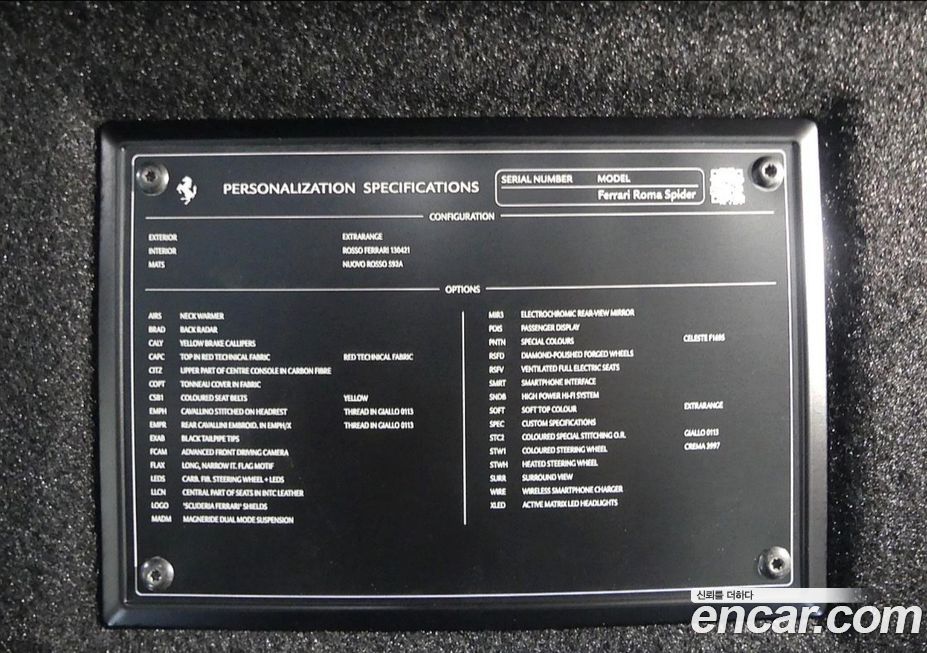 PERSONALIZATION SPECIFICATIONS
SERIAL NUMBER MODEL
Ferrari Roma Spider
CONFIGURATION
EXTERIOR EXTRARANGE
INTERIOR ROSSO FERRARI 130421
MATS NUOVO ROSSO 592A
OPTIONS
AIRS NECK WARMER
BRAD BACK RADAR
CALY YELLOW BRAKE CALLIPERS
CAPC TOP IN RED TECHNICAL FABRIC RED TECHNICAL FABRIC
CITZ UPPER PART OF CENTRE CONSOLE IN CARBON FIBRE
COFT TONNEAU COVER IN FABRIC
CSB1 COLOURED SEAT BELTS YELLOW
EMPH CAVALLINO STITCHED ON HEADREST THREAD IN GIALLO 0113
EMPR REAR CAVALLINI EMBROID. IN EMPH/X THREAD IN GIALLO 0113
EXAB BLACK TAILPIPE TIPS
FCAM ADVANCED FRONT DRIVING CAMERA
FLAX LONG, NARROW IT. FLAG MOTIF
LEDS CARB. FIB. STEERING WHEEL + LEDS
LLCN CENTRAL PART OF SEATS IN INTC LEATHER
LOGO "SCUDERIA FERRARI" SHIELDS
MADM MAGNERIDE DUAL MODE SUSPENSION
MIR3 ELECTROCHROMIC REAR-VIEW MIRROR
PDIS PASSENGER DISPLAY
PNTN SPECIAL COLOURS CELESTE F1695
RSFD DIAMOND-POLISHED FORGED WHEELS
RSFV VENTILATED FULL ELECTRIC SEATS
SMRT SMARTPHONE INTERFACE
SNDB HIGH POWER HI-FI SYSTEM
SOFT SOFT TOP COLOUR EXTRARANGE
SPEC CUSTOM SPECIFICATIONS
STC2 COLOURED SPECIAL STITCHING O.R. GIALLO 0113
STW1 COLOURED STEERING WHEEL CREMA 3997
STWH HEATED STEERING WHEEL
SURR SURROUND VIEW
WIRE WIRELESS SMARTPHONE CHARGER
XLED ACTIVE MATRIX LED HEADLIGHTS
신뢰를 더하다
encar.com